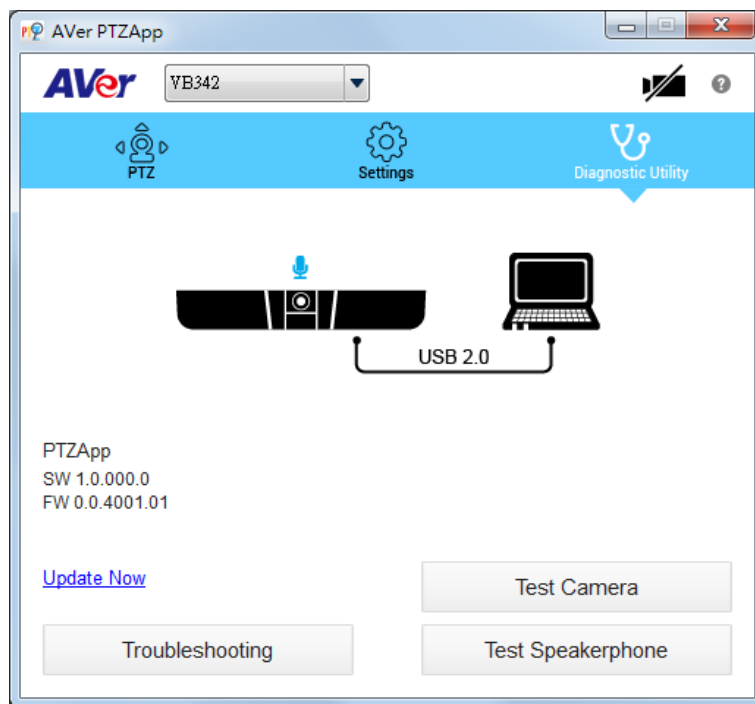 AVer PTZApp
AVer VB342 ?
PTZ Settings Diagnostic Utility
USB 2.0
PTZApp
SW 1.0.000.0
FW 0.0.4001.01
Update Now
Test Camera
Troubleshooting
Test Speakerphone